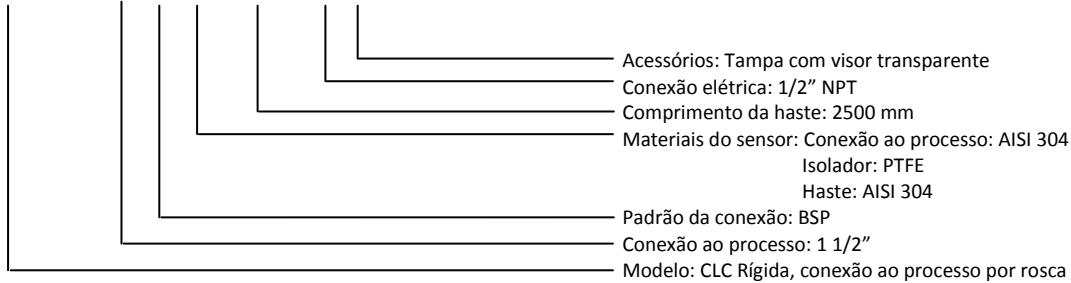 Acessórios: Tampa com visor transparente
Conexão elétrica: 1/2” NPT
Comprimento da haste: 2500 mm
Materiais do sensor: Conexão ao processo: AISI 304
Isolador: PTFE
Haste: AISI 304
Padrão da conexão: BSP
Conexão ao processo: 1 1/2”
Modelo: CLC Rígida, conexão ao processo por rosca